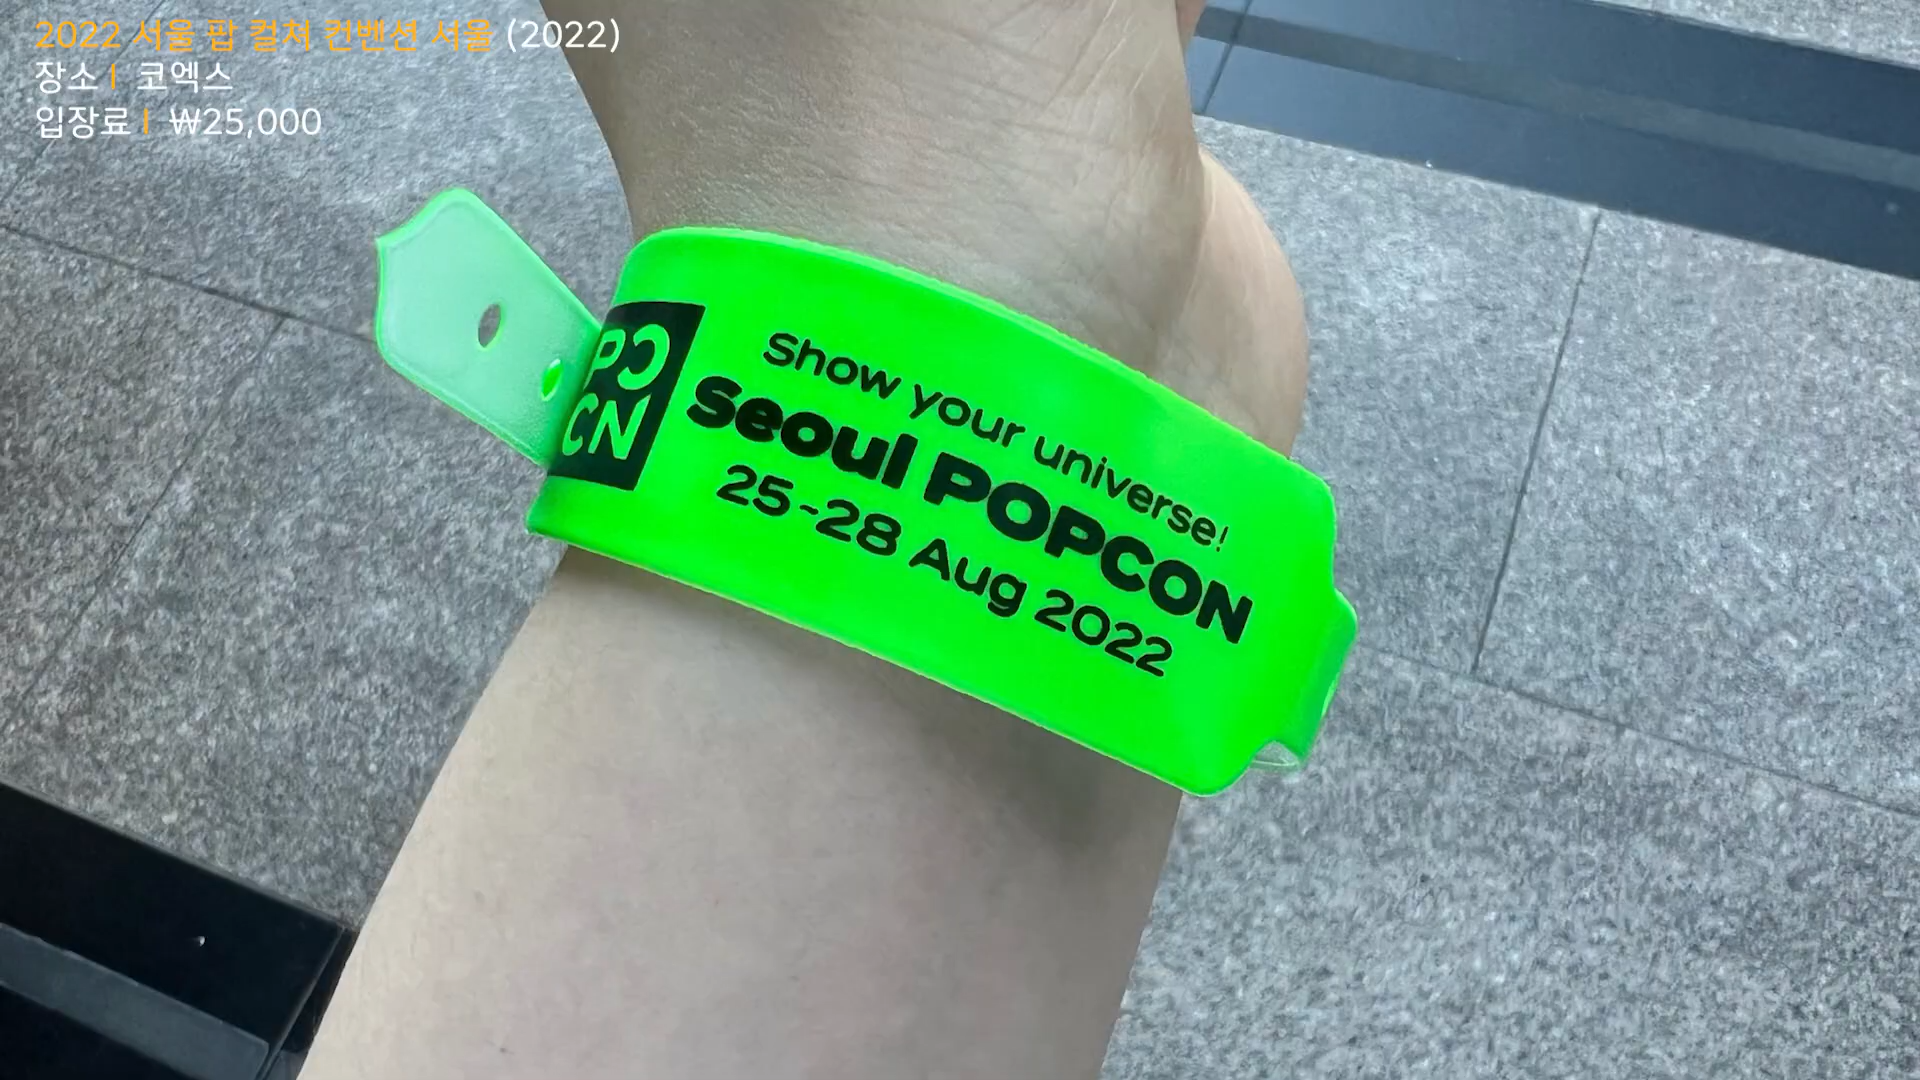 2022 서울 팝 컬쳐 컨벤션 서울 (2022)
장소 | 코엑스
입장료 | ₩25,000
PC
CN
Show your universe!
Seoul POPCON
25-28 Aug 2022